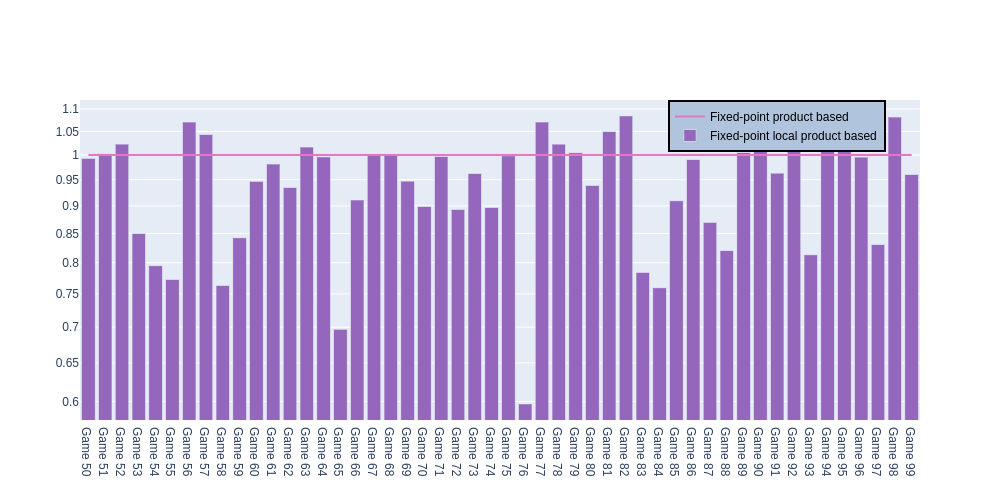 1.1
1.05
1
0.95
0.9
0.85
0.8
0.75
0.7
0.65
0.6
Fixed-point product based
Fixed-point local product based
Game 50
Game 51
Game 52
Game 53
Game 54
Game 55
Game 56
Game 57
Game 58
Game 59
Game 60
Game 61
Game 62
Game 63
Game 64
Game 65
Game 66
Game 67
Game 68
Game 69
Game 70
Game 71
Game 72
Game 73
Game 74
Game 75
Game 76
Game 77
Game 78
Game 79
Game 80
Game 81
Game 82
Game 83
Game 84
Game 85
Game 86
Game 87
Game 88
Game 89
Game 90
Game 91
Game 92
Game 93
Game 94
Game 95
Game 96
Game 97
Game 98
Game 99